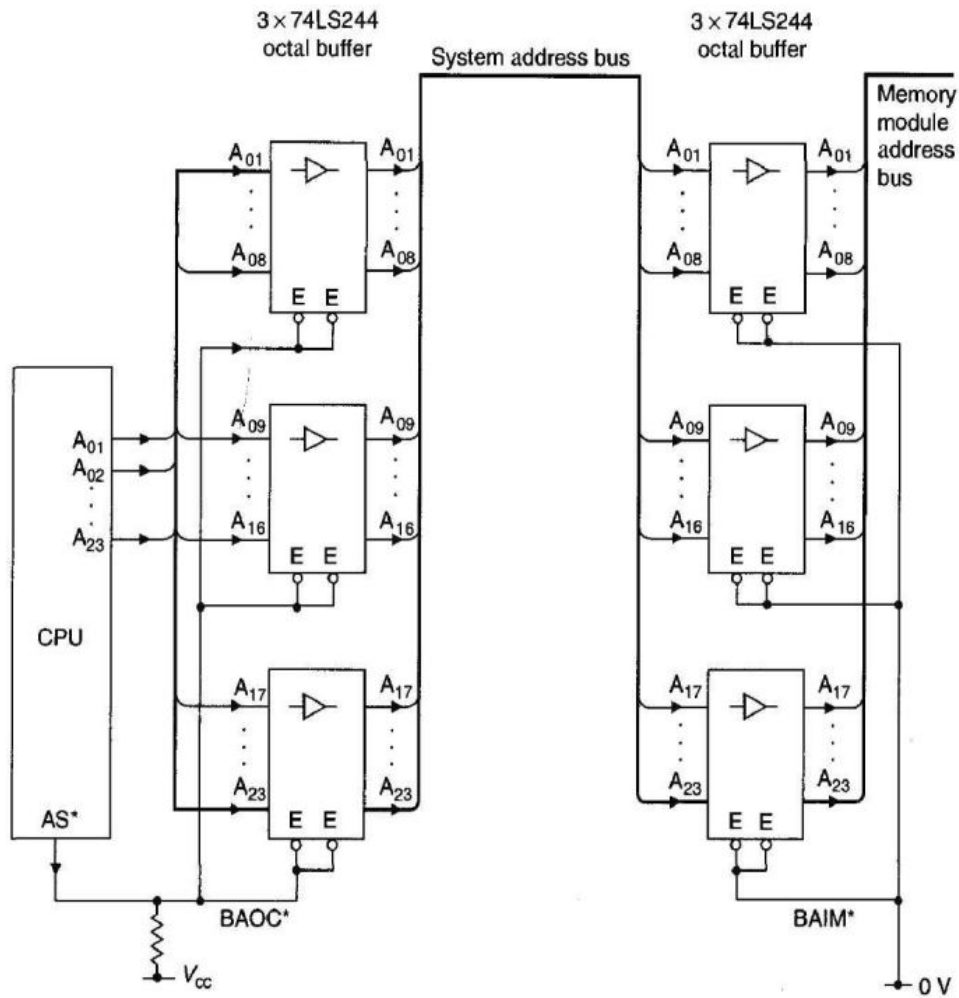 3 × 74LS244
octal buffer
System address bus
3 × 74LS244
octal buffer
Memory
module
address
bus
A01
A08
E E
A01
A08
A09
A16
E E
A09
A16
A17
A23
E E
A17
A23
A01
A02
A23
CPU
AS*
BAOC*
Vcc
A01
A08
E E
A01
A08
A09
A16
E E
A09
A16
A17
A23
E E
A17
A23
BAIM*
0 V